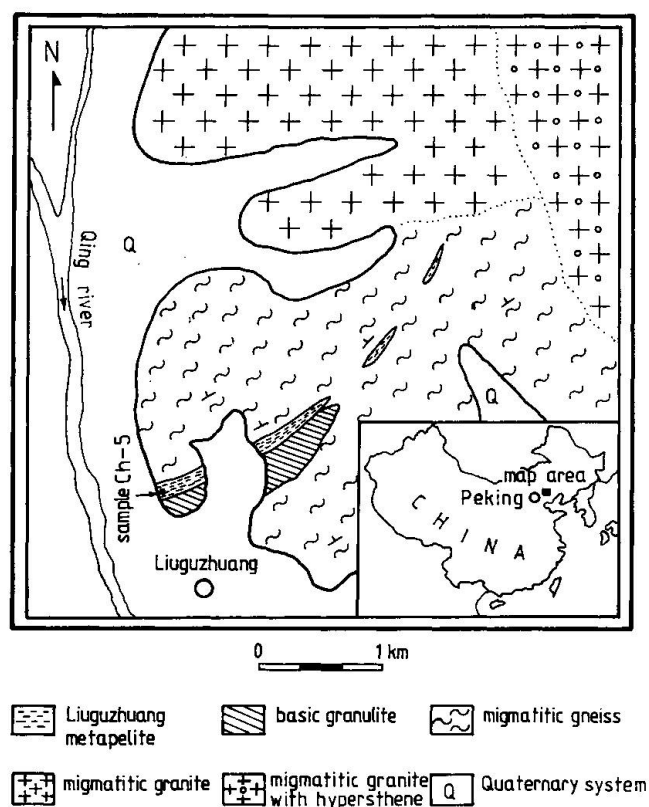 N
Q
Qing river
Q
sample Ch-5
Liuguzhuang
map area
Peking
CHINA
0 1 km
Liuguzhuang
metapelite
basic granulite
migmatitic gneiss
migmatitic granite
migmatitic granite
with hypersthene
Q
Quaternary system